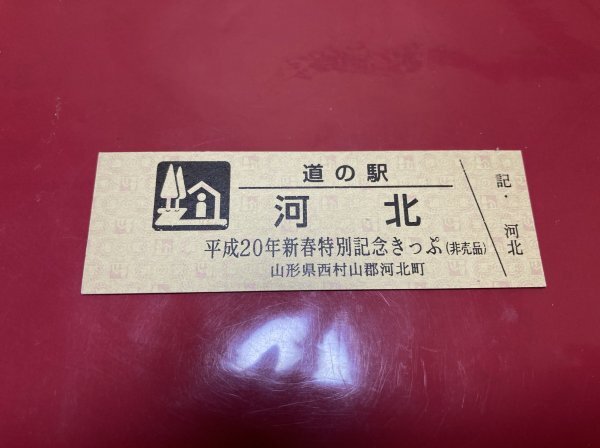 道の駅
河北
平成20年新春特別記念きっぷ(非売品)
山形県西村山郡河北町
記・河北